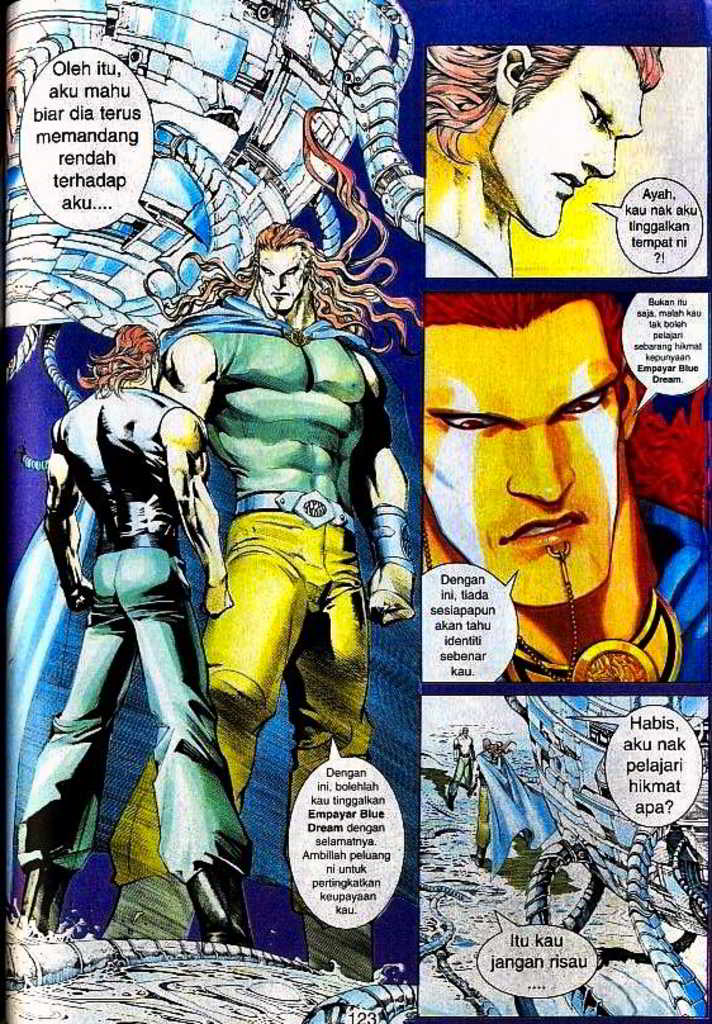 Oleh itu,
aku mahu
biar dia terus
memandang
rendah
terhadap
aku....
Dengan
ini, bolehlah
kau tinggalkan
Empayar Blue
Dream dengan
selamatnya.
Ambillah peluang
ni untuk
pertingkatkan
keupayaan
kau.
Ayah,
kau nak aku
tinggalkan
tempat ni
?!
Bukan itu
saja, malah kau
tak boleh
pelajari
sebarang hikmat
kepunyaan
Empayar Blue
Dream.
Dengan
ini, tiada
sesiapapun
akan tahu
identiti
sebenar
kau.
Habis,
aku nak
pelajari
hikmat
apa?
Itu kau
jangan risau
....
123